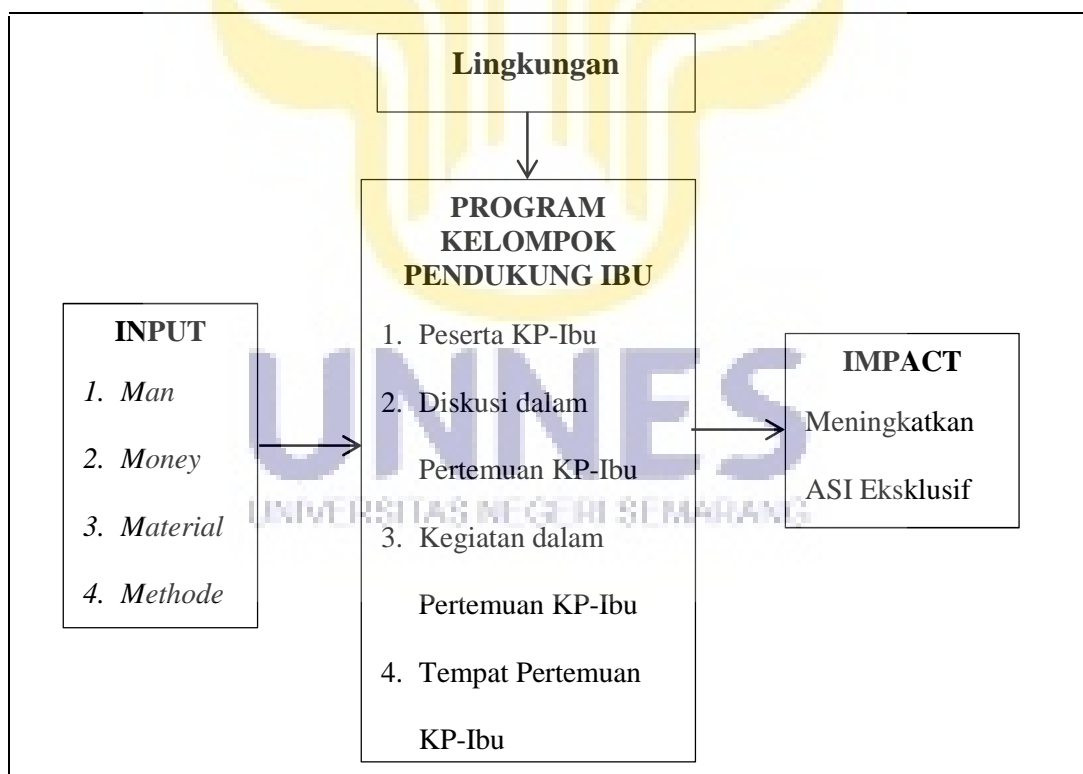 Lingkungan
PROGRAM
KELOMPOK
PENDUKUNG IBU
INPUT
1. Man
2. Money
3. Material
4. Methode
1. Peserta KP-Ibu
2. Diskusi dalam
Pertemuan KP-Ibu
3. Kegiatan dalam
Pertemuan KP-Ibu
4. Tempat Pertemuan
KP-Ibu
IMPACT
Meningkatkan
ASI Eksklusif
UNNES
UNIVERSITAS NEGERI SEMARANG